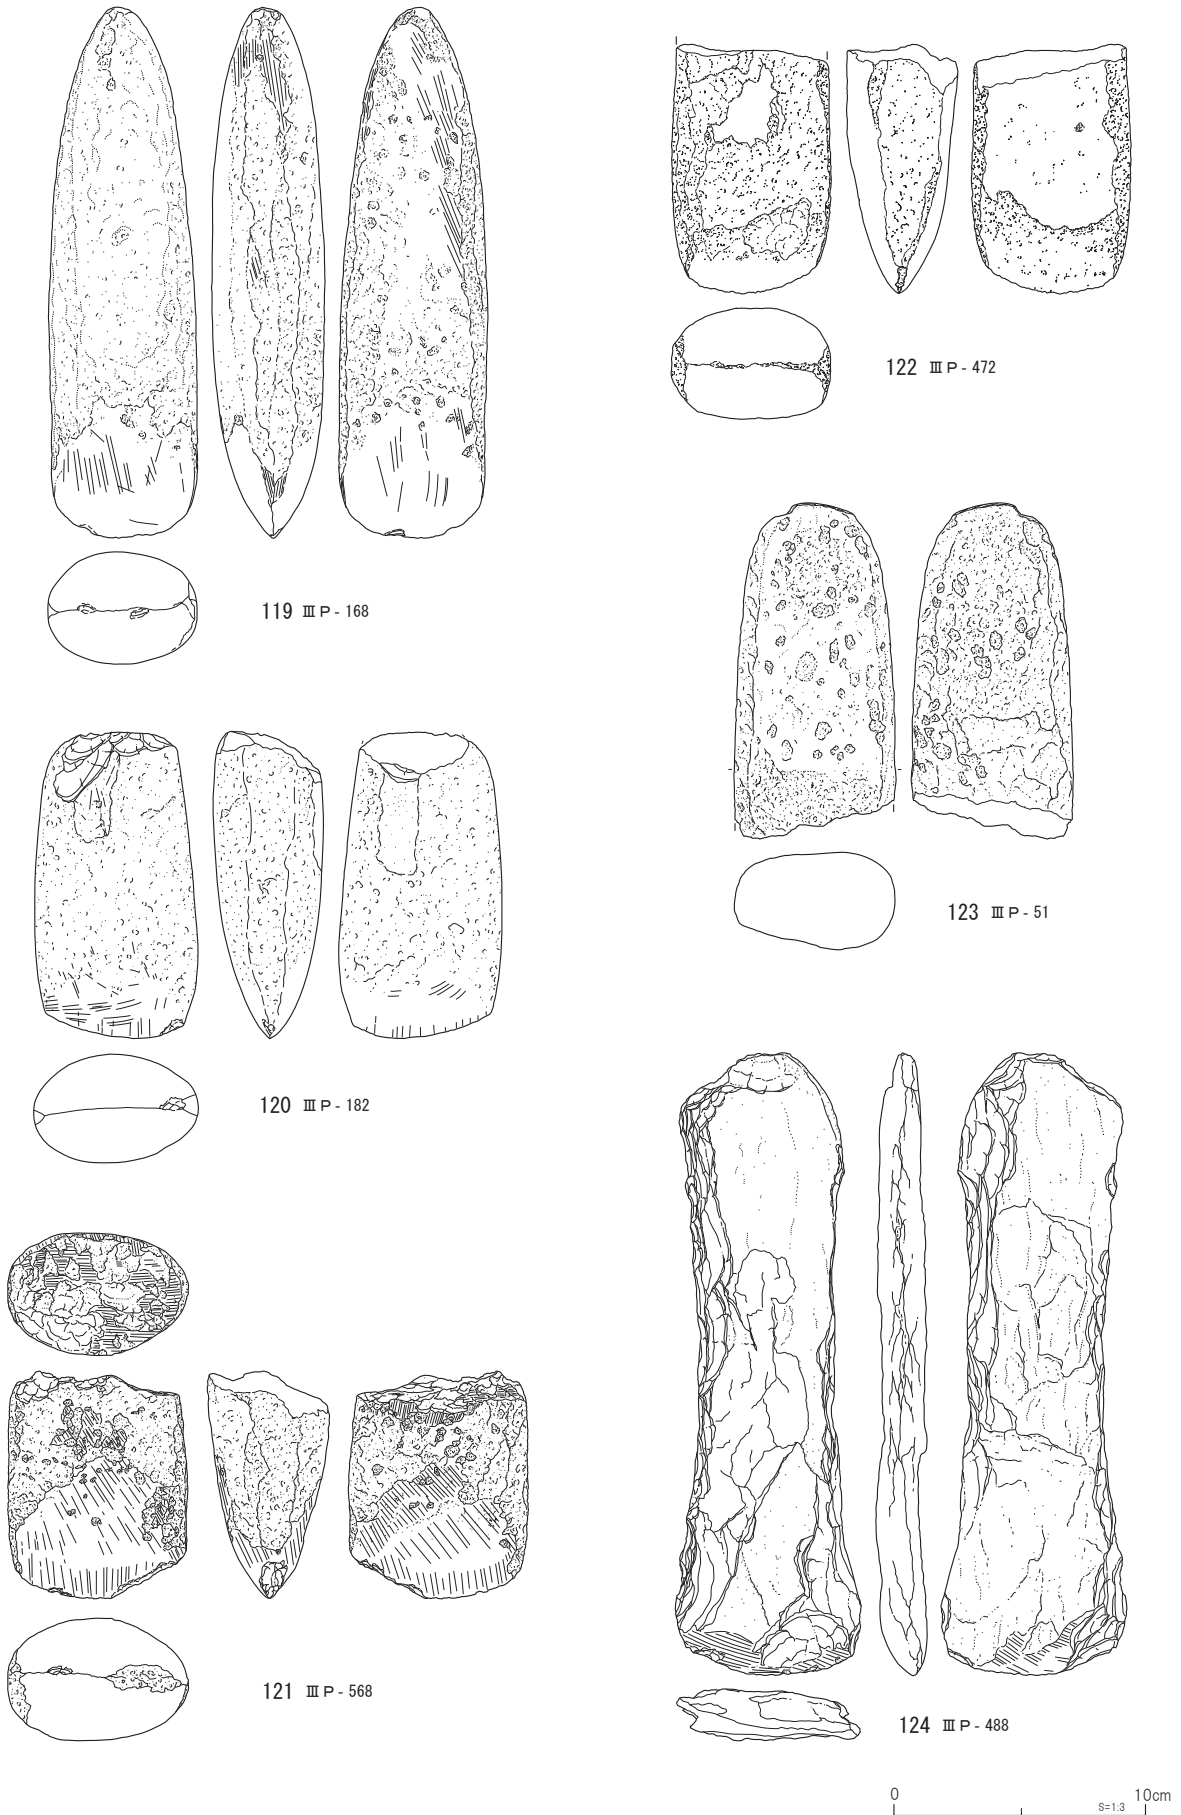 119 Ⅲ P - 168
120 Ⅲ P - 182
121 Ⅲ P - 568
122 Ⅲ P - 472
123 Ⅲ P - 51
124 Ⅲ P - 488
0 10cm
S=1:3